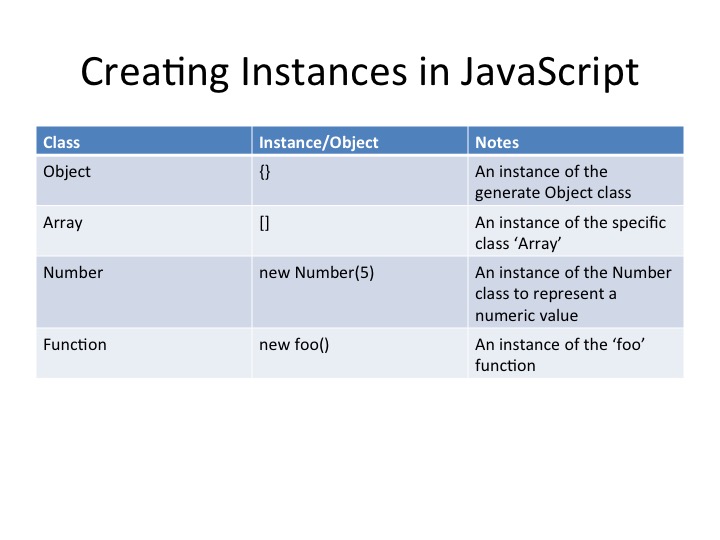 Creating Instances in JavaScript
Class Instance/Object Notes
Object {} An instance of the
generate Object class
Array [] An instance of the specific
class ‘Array’
Number new Number(5) An instance of the Number
class to represent a
numeric value
Function new foo() An instance of the ‘foo’
function